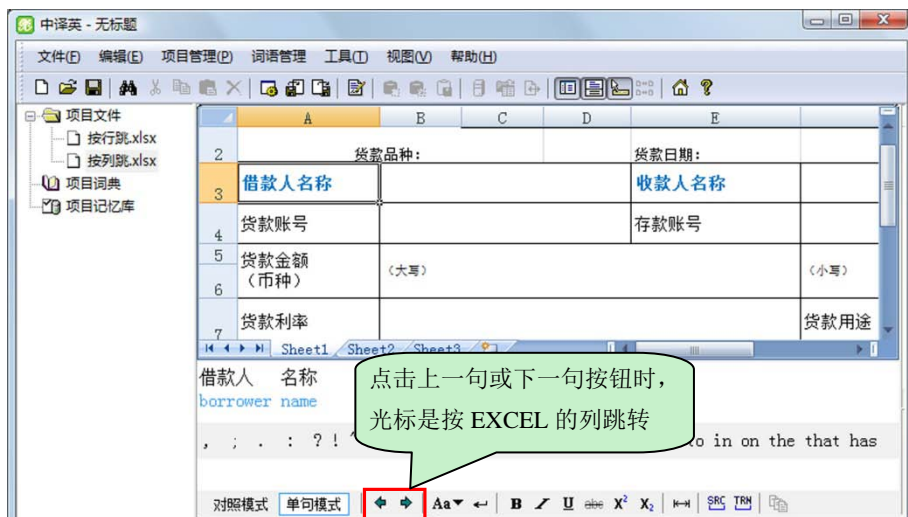 中译英 - 无标题
文件(F) 编辑(E) 项目管理(P) 词语管理 工具(T) 视图(V) 帮助(H)
项目文件
按行跳.xlsx
按列跳.xlsx
项目词典
项目记忆库
A B C D E
2 货款品种: 货款日期:
3 借款人名称 收款人名称
4 货款账号 存款账号
5 货款金额
6 （币种） （大写） （小写）
7 货款利率 货款用途
Sheet1 Sheet2 Sheet3
借款人 名称
borrower name
点击上一句或下一句按钮时，
光标是按 EXCEL 的列跳转
, ; . : ? ! to in on the that has
对照模式 单句模式 Aa B I U abc X² X₂ SRC TRN